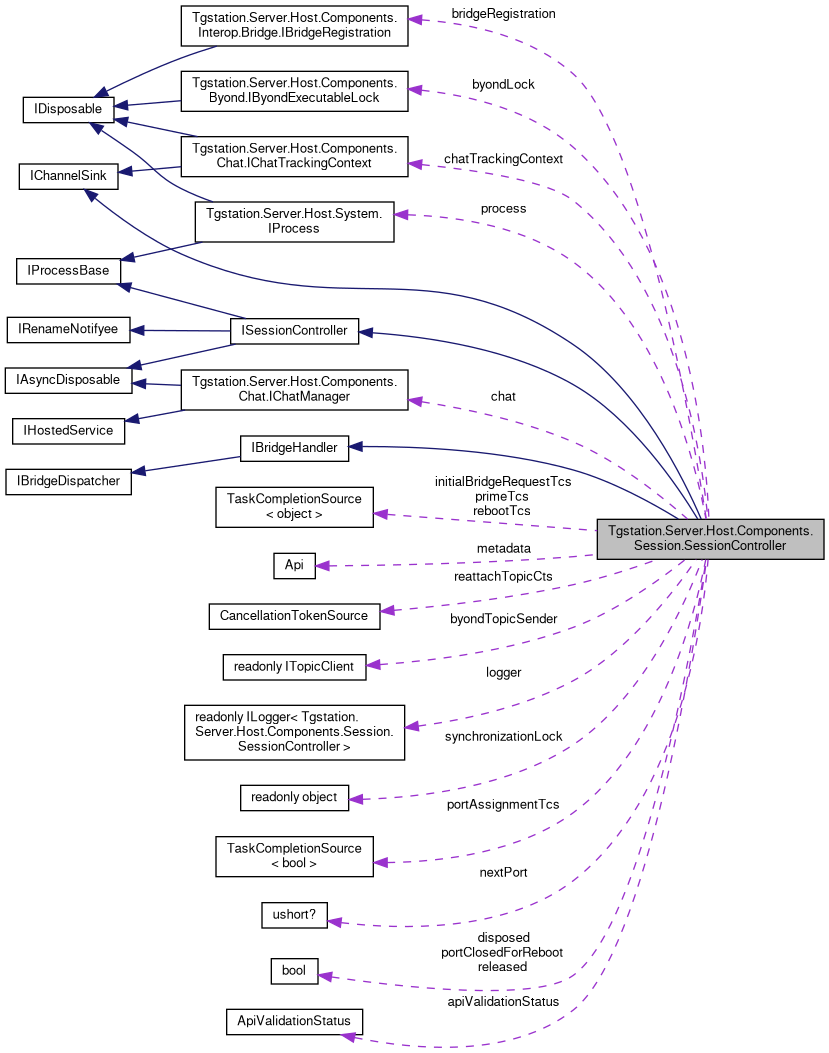 Tgstation.Server.Host.Components.
Interop.Bridge.IBridgeRegistration
bridgeRegistration
Tgstation.Server.Host.Components.
Byond.IByondExecutableLock
byondLock
IDisposable
Tgstation.Server.Host.Components.
Chat.IChatTrackingContext
chatTrackingContext
IChannelSink
Tgstation.Server.Host.System.
IProcess
process
IProcessBase
IRenameNotifyee
ISessionController
IAsyncDisposable
Tgstation.Server.Host.Components.
Chat.IChatManager
chat
IHostedService
IBridgeHandler
IBridgeDispatcher
TaskCompletionSource
< object >
initialBridgeRequestTcs
primeTcs
rebootTcs
Tgstation.Server.Host.Components.
Session.SessionController
Api
metadata
reattachTopicCts
CancellationTokenSource
byondTopicSender
readonly ITopicClient
logger
readonly ILogger< Tgstation.
Server.Host.Components.Session.
SessionController >
synchronizationLock
readonly object
portAssignmentTcs
TaskCompletionSource
< bool >
nextPort
ushort?
disposed
portClosedForReboot
released
bool
apiValidationStatus
ApiValidationStatus